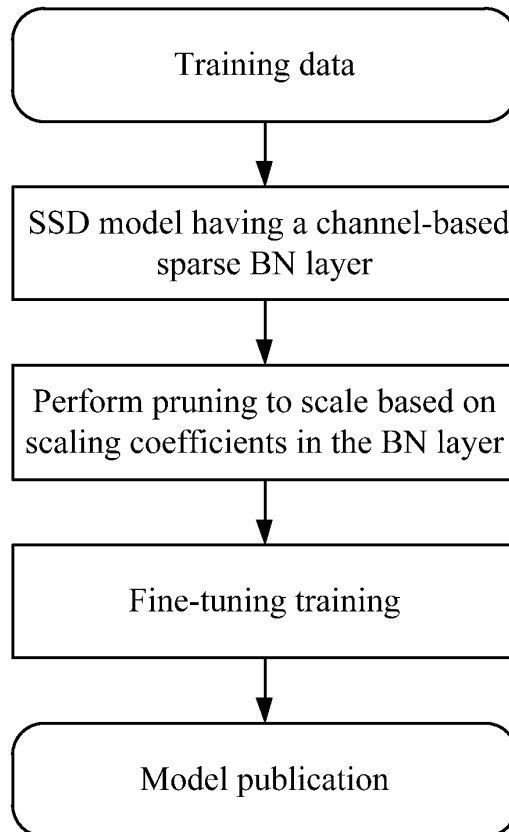 Training data
SSD model having a channel-based
sparse BN layer
Perform pruning to scale based on
scaling coefficients in the BN layer
Fine-tuning training
Model publication